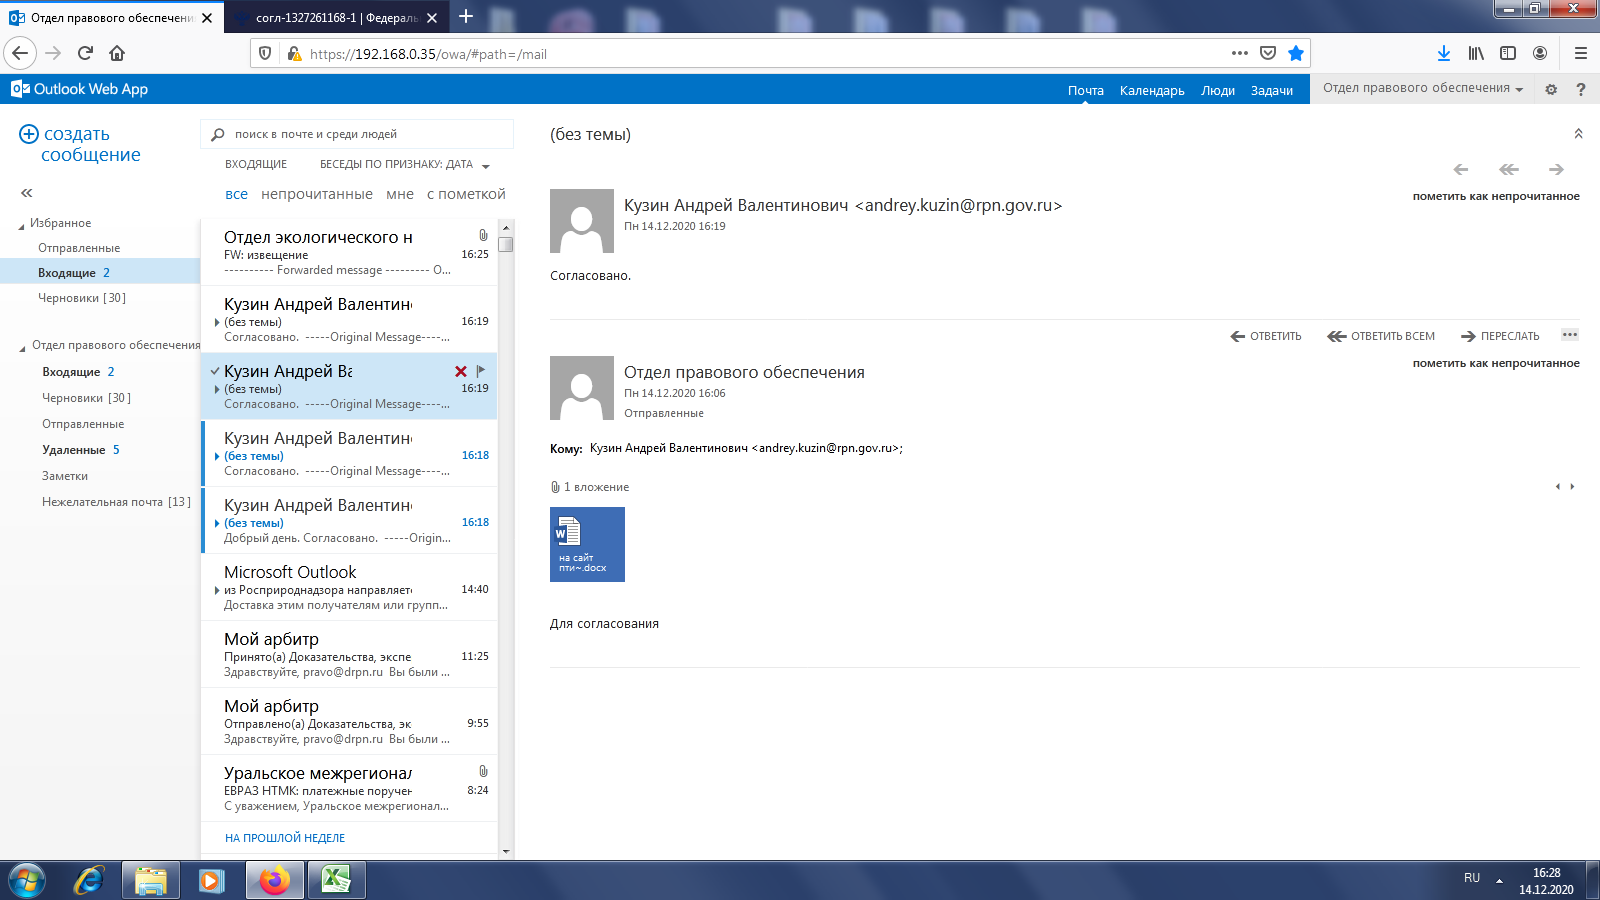 Отдел правового обеспечени
согл-1327261168-1 | Федераль
https://192.168.0.35/owa/#path=/mail
Outlook Web App
Почта
Календарь
Люди
Задачи
Отдел правового обеспечения
?
создать
сообщение
Избранное
Отправленные
Входящие 2
Черновики [30]
Отдел правового обеспечения
Входящие 2
Черновики [30]
Отправленные
Удаленные 5
Заметки
Нежелательная почта [13]
поиск в почте и среди людей
ВХОДЯЩИЕ
БЕСЕДЫ ПО ПРИЗНАКУ: ДАТА
все непрочитанные мне с пометкой
Отдел экологического н
FW: извещение 16:25
---------- Forwarded message --------- О...
Кузин Андрей Валентино
(без темы) 16:19
Согласовано. -----Original Message----...
Кузин Андрей Ва
(без темы) 16:19
Согласовано. -----Original Message----...
Кузин Андрей Валентино
(без темы) 16:18
Согласовано. -----Original Message----...
Кузин Андрей Валентино
(без темы) 16:18
Добрый день. Согласовано. -----Origin...
Microsoft Outlook
из Росприроднадзора направляетс 14:40
Доставка этим получателям или групп...
Мой арбитр
Принято(а) Доказательства, экспе 11:25
Здравствуйте, pravo@drpn.ru Вы были ...
Мой арбитр
Отправлено(а) Доказательства, эк 9:55
Здравствуйте, pravo@drpn.ru Вы были ...
Уральское межрегионал
ЕВРАЗ НТМК: платежные поручен 8:24
С уважением, Уральское межрегионал...
НА ПРОШЛОЙ НЕДЕЛЕ
(без темы)
пометить как непрочитанное
Кузин Андрей Валентинович <andrey.kuzin@rpn.gov.ru>
Пн 14.12.2020 16:19
Согласовано.
ОТВЕТИТЬ
ОТВЕТИТЬ ВСЕМ
ПЕРЕСЛАТЬ
пометить как непрочитанное
Отдел правового обеспечения
Пн 14.12.2020 16:06
Отправленные
Кому: Кузин Андрей Валентинович <andrey.kuzin@rpn.gov.ru>;
1 вложение
на сайт
пти~.docx
Для согласования
RU
16:28
14.12.2020